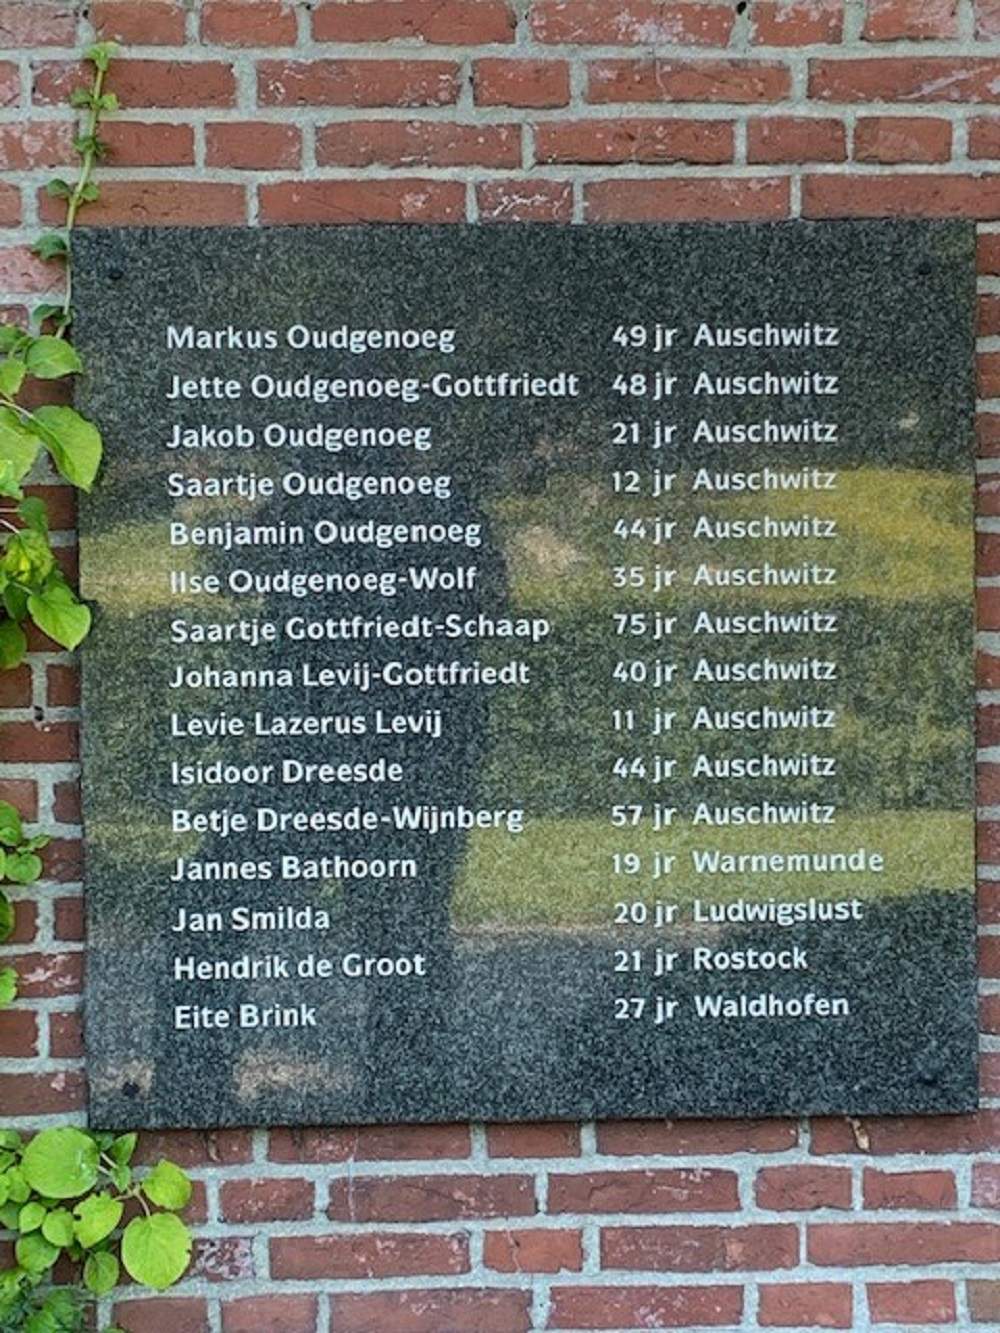 Markus Oudgenoeg 49 jr Auschwitz
Jette Oudgenoeg-Gottfriedt 48 jr Auschwitz
Jakob Oudgenoeg 21 jr Auschwitz
Saartje Oudgenoeg 12 jr Auschwitz
Benjamin Oudgenoeg 44 jr Auschwitz
Ilse Oudgenoeg-Wolf 35 jr Auschwitz
Saartje Gottfriedt-Schaap 75 jr Auschwitz
Johanna Levij-Gottfriedt 40 jr Auschwitz
Levie Lazerus Levij 11 jr Auschwitz
Isidoor Dreesde 44 jr Auschwitz
Betje Dreesde-Wijnberg 57 jr Auschwitz
Jannes Bathoorn 19 jr Warnemunde
Jan Smilda 20 jr Ludwigslust
Hendrik de Groot 21 jr Rostock
Eite Brink 27 jr Waldhofen